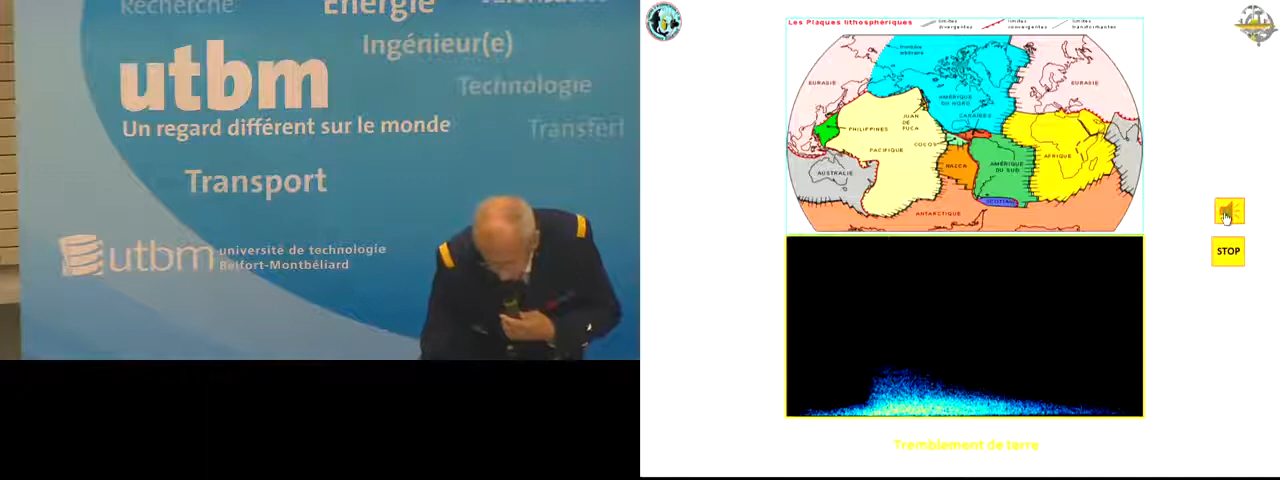 Recherche
Énergie
Ingénieur(e)
utbm
Technologie
Un regard différent sur le monde
Transfert
Transport
utbm
université de technologie
Belfort-Montbéliard
Les Plaques lithosphériques
limites divergentes
limites convergentes
limites transformantes
EURASIE
EURASIE
AMÉRIQUE DU NORD
JUAN DE FUCA
CARAÏBES
PHILIPPINES
COCOS
PACIFIQUE
AFRIQUE
NAZCA
AMÉRIQUE DU SUD
AUSTRALIE
SCOTIA
ANTARCTIQUE
STOP
Tremblement de terre